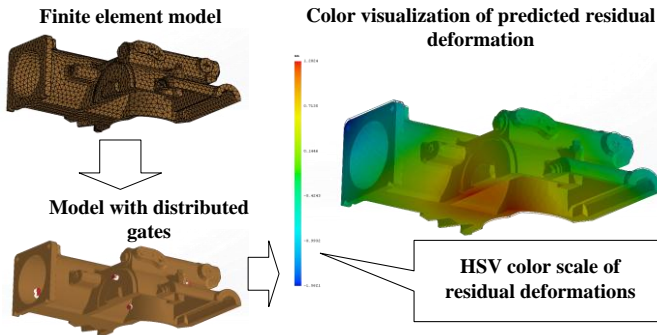 Finite element model
Color visualization of predicted residual
deformation
Model with distributed
gates
HSV color scale of
residual deformations